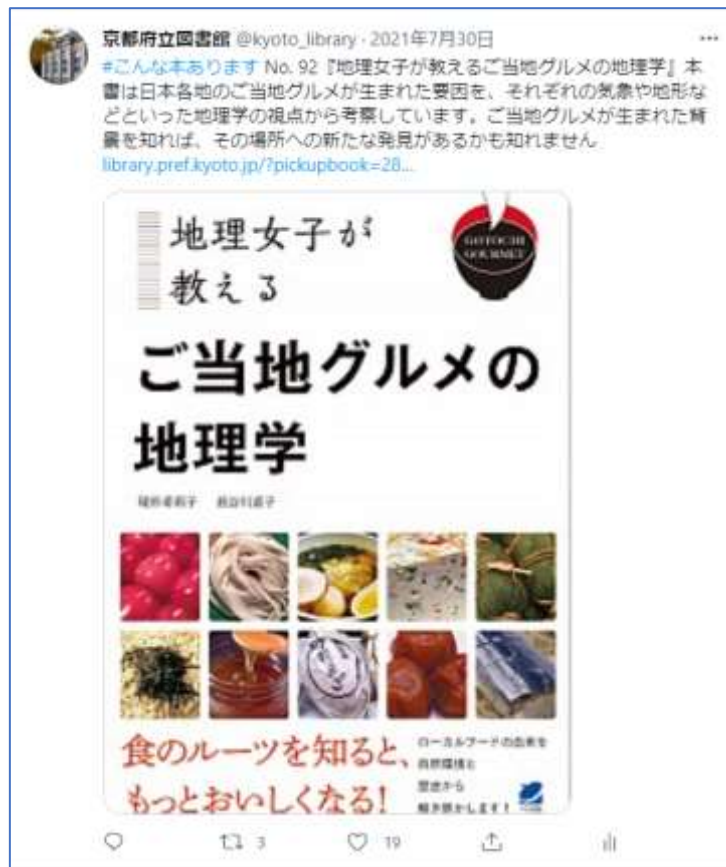 京都府立図書館 @kyoto_library · 2021年7月30日
#こんな本あります No. 92『地理女子が教えるご当地グルメの地理学』本
書は日本各地のご当地グルメが生まれた要因を、それぞれの気象や地形な
どといった地理学の視点から考察しています。ご当地グルメが生まれた背
景を知れば、その場所への新たな発見があるかも知れません
library.pref.kyoto.jp/?pickupbook=28...
地理女子が
教える
GOTOCHI
GOURMET
ご当地グルメの
地理学
食のルーツを知ると、
もっとおいしくなる!
ローカルフードの由来を
自然環境と
歴史から
解き明かします!
3
19